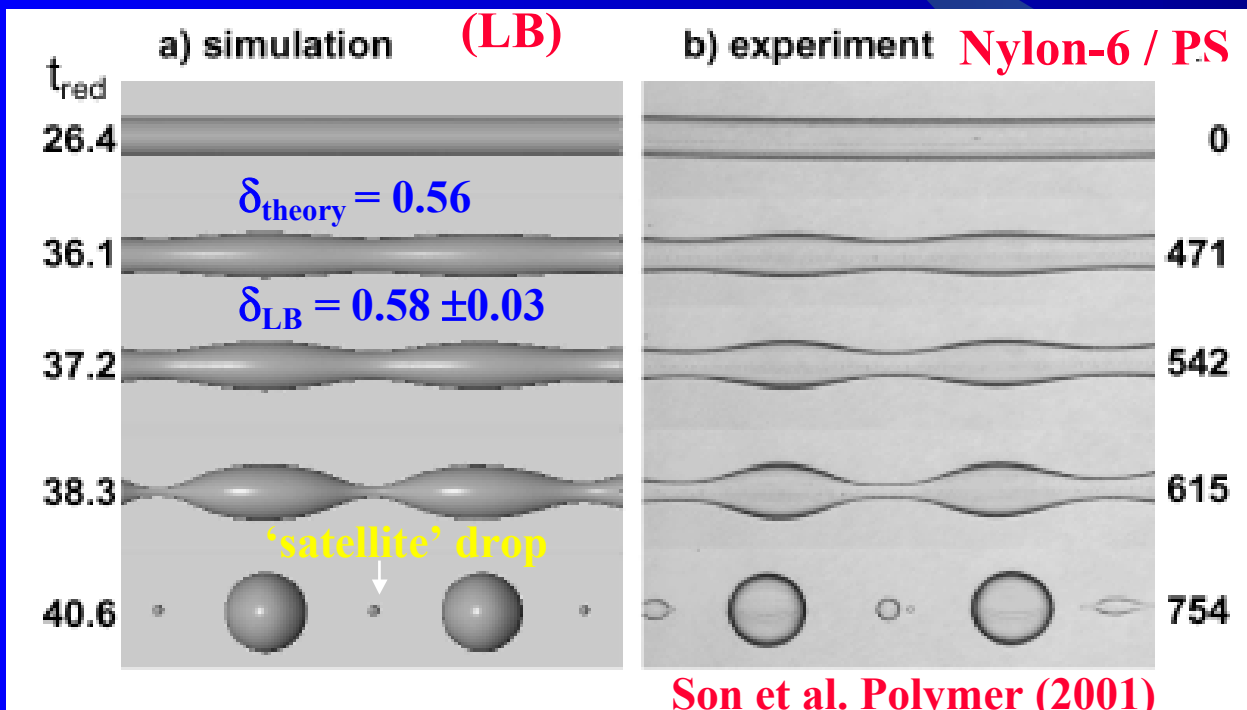 a) simulation (LB)
b) experiment Nylon-6 / PS
t_red
26.4
0
δ_theory = 0.56
36.1
471
δ_LB = 0.58 ±0.03
37.2
542
38.3
615
‘satellite’ drop
40.6
754
Son et al. Polymer (2001)